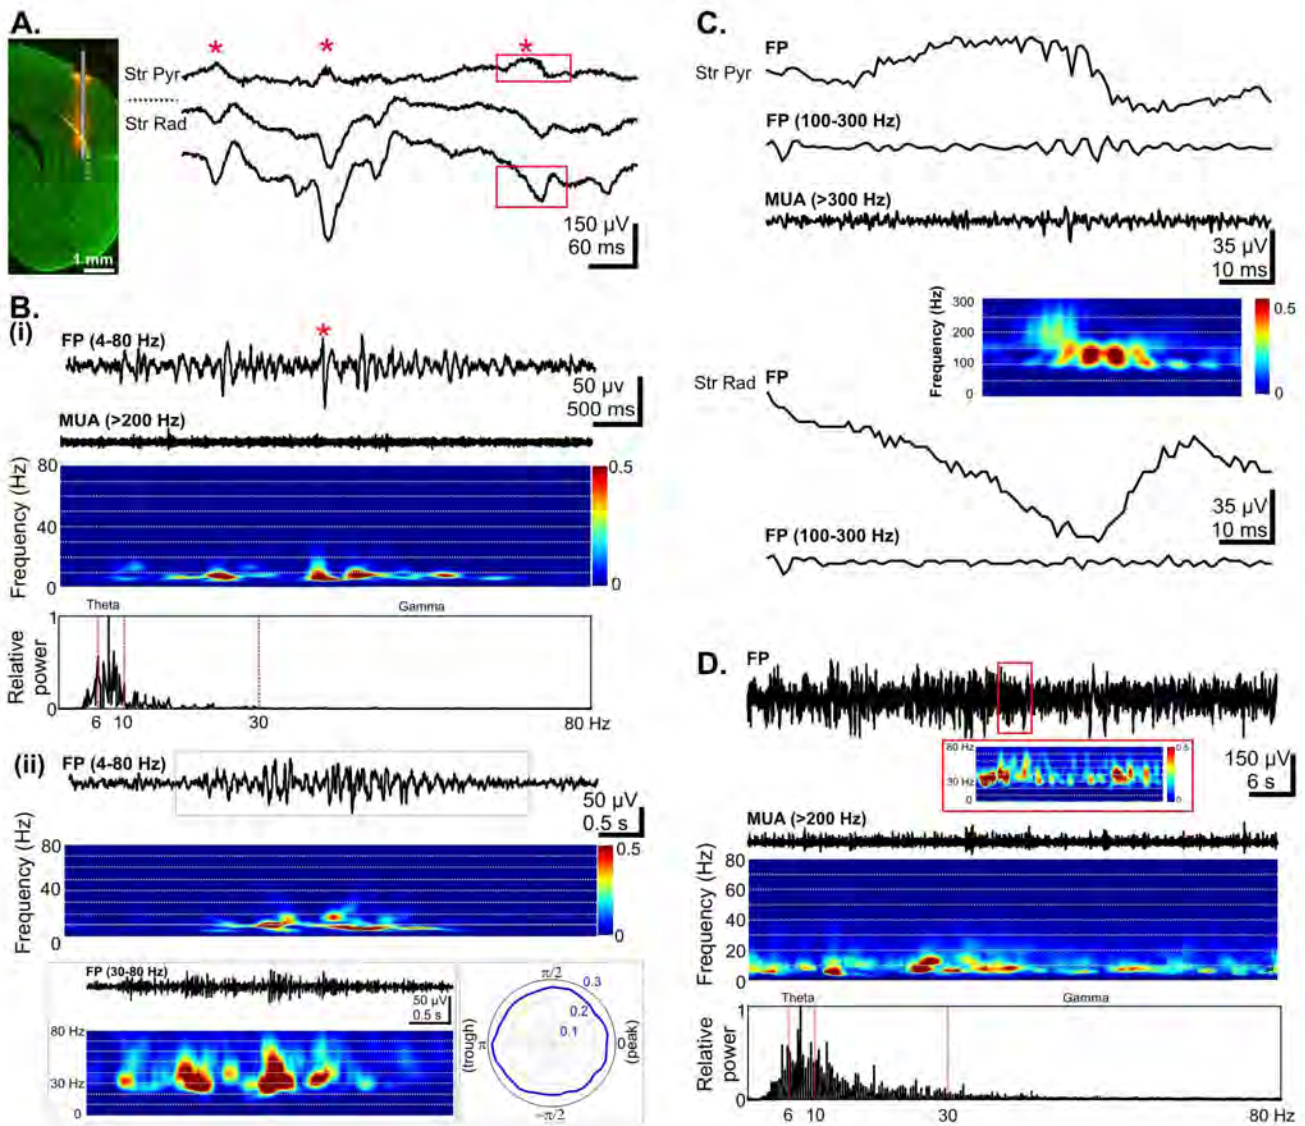 A.
Str Pyr
Str Rad
* * *
1 mm
150 µV
60 ms
B.
(i)
FP (4-80 Hz)
*
50 µv
500 ms
MUA (>200 Hz)
Frequency (Hz)
80
40
0
0.5
0
Theta
Gamma
Relative
power
1
0
6 10 30 80 Hz
(ii)
FP (4-80 Hz)
50 µV
0.5 s
Frequency (Hz)
80
40
0
0.5
0
FP (30-80 Hz)
50 µV
0.5 s
80 Hz
30 Hz
0
π/2
0.3
0.2
0.1
(trough)
π
0
(peak)
−π/2
C.
FP
Str Pyr
FP (100-300 Hz)
MUA (>300 Hz)
35 µV
10 ms
Frequency (Hz)
300
200
100
0
0.5
0
Str Rad
FP
35 µV
10 ms
FP (100-300 Hz)
D.
FP
80 Hz
30 Hz
0
0.5
0
150 µV
6 s
MUA (>200 Hz)
Frequency (Hz)
80
60
40
20
0
Theta
Gamma
Relative
power
1
0
6 10 30 80 Hz